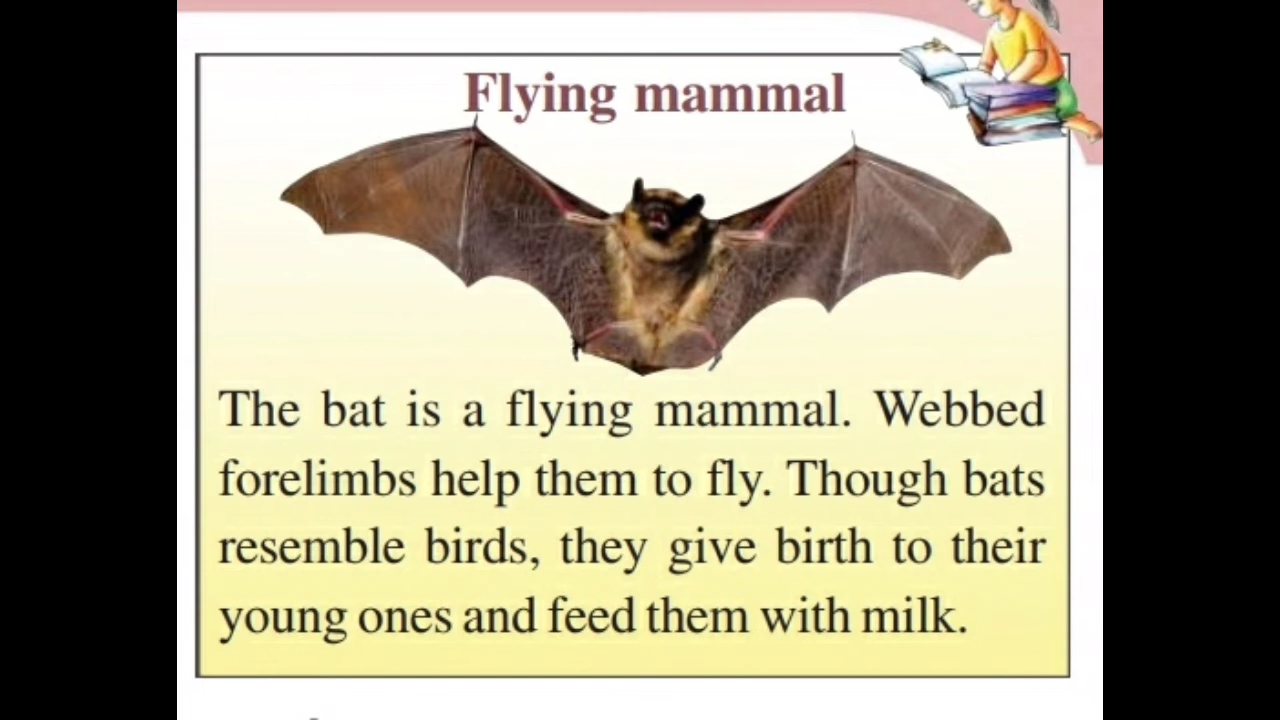 Flying mammal
The bat is a flying mammal. Webbed
forelimbs help them to fly. Though bats
resemble birds, they give birth to their
young ones and feed them with milk.